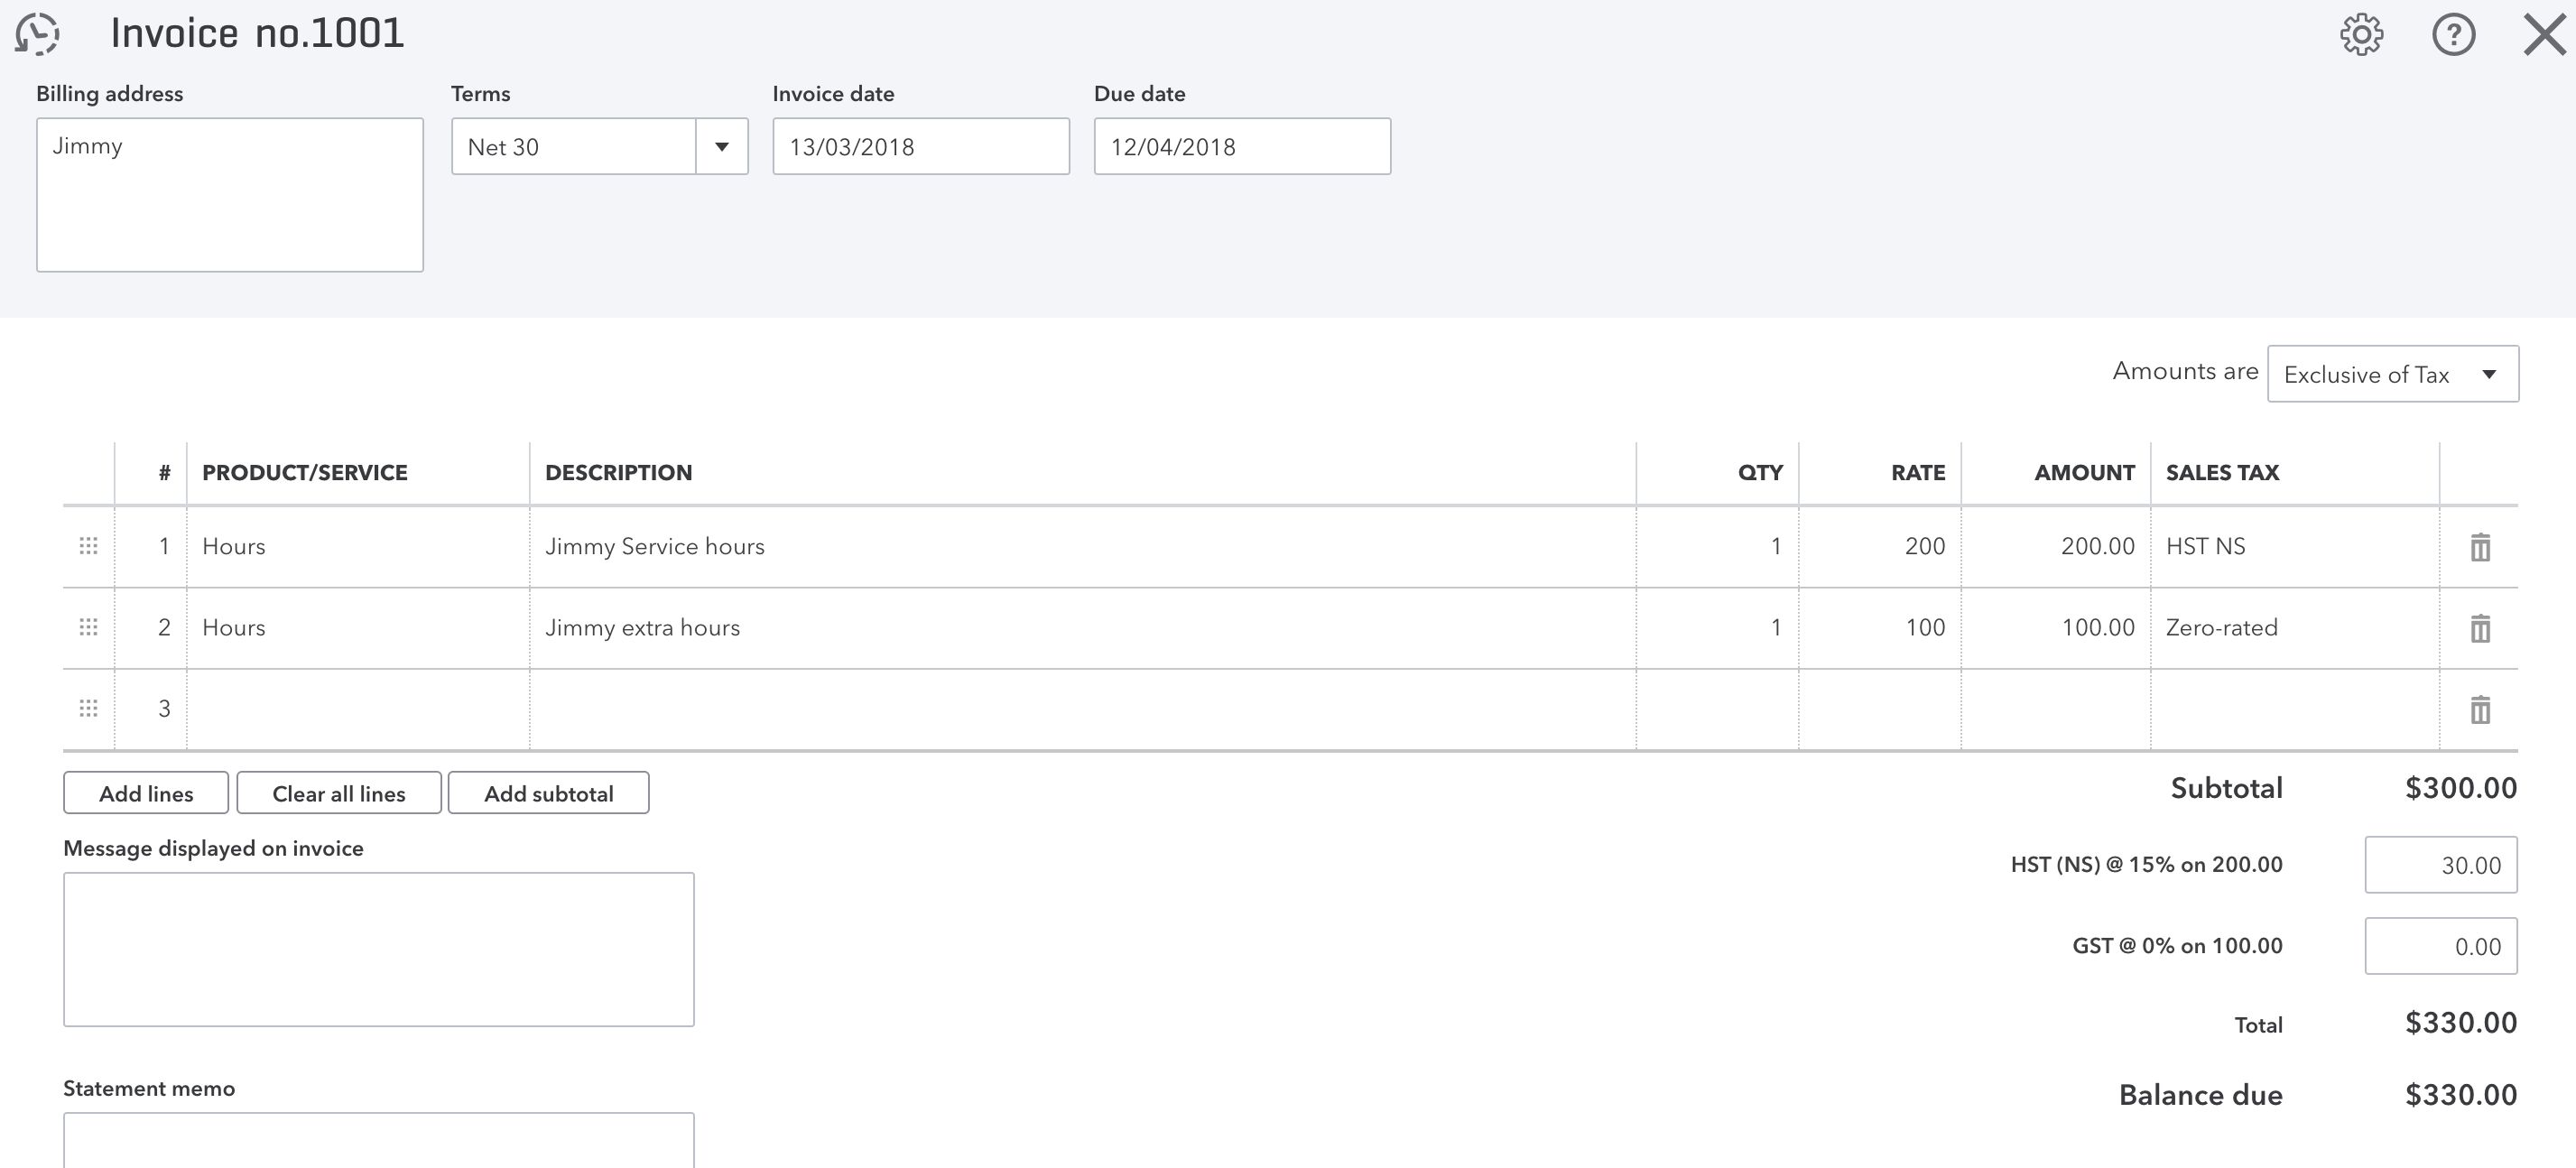 Invoice no.1001
Billing address Terms Invoice date Due date
Jimmy Net 30 13/03/2018 12/04/2018
Amounts are Exclusive of Tax
# PRODUCT/SERVICE DESCRIPTION QTY RATE AMOUNT SALES TAX
1 Hours Jimmy Service hours 1 200 200.00 HST NS
2 Hours Jimmy extra hours 1 100 100.00 Zero-rated
3
Add lines Clear all lines Add subtotal Subtotal $300.00
Message displayed on invoice
HST (NS) @ 15% on 200.00 30.00
GST @ 0% on 100.00 0.00
Total $330.00
Statement memo
Balance due $330.00